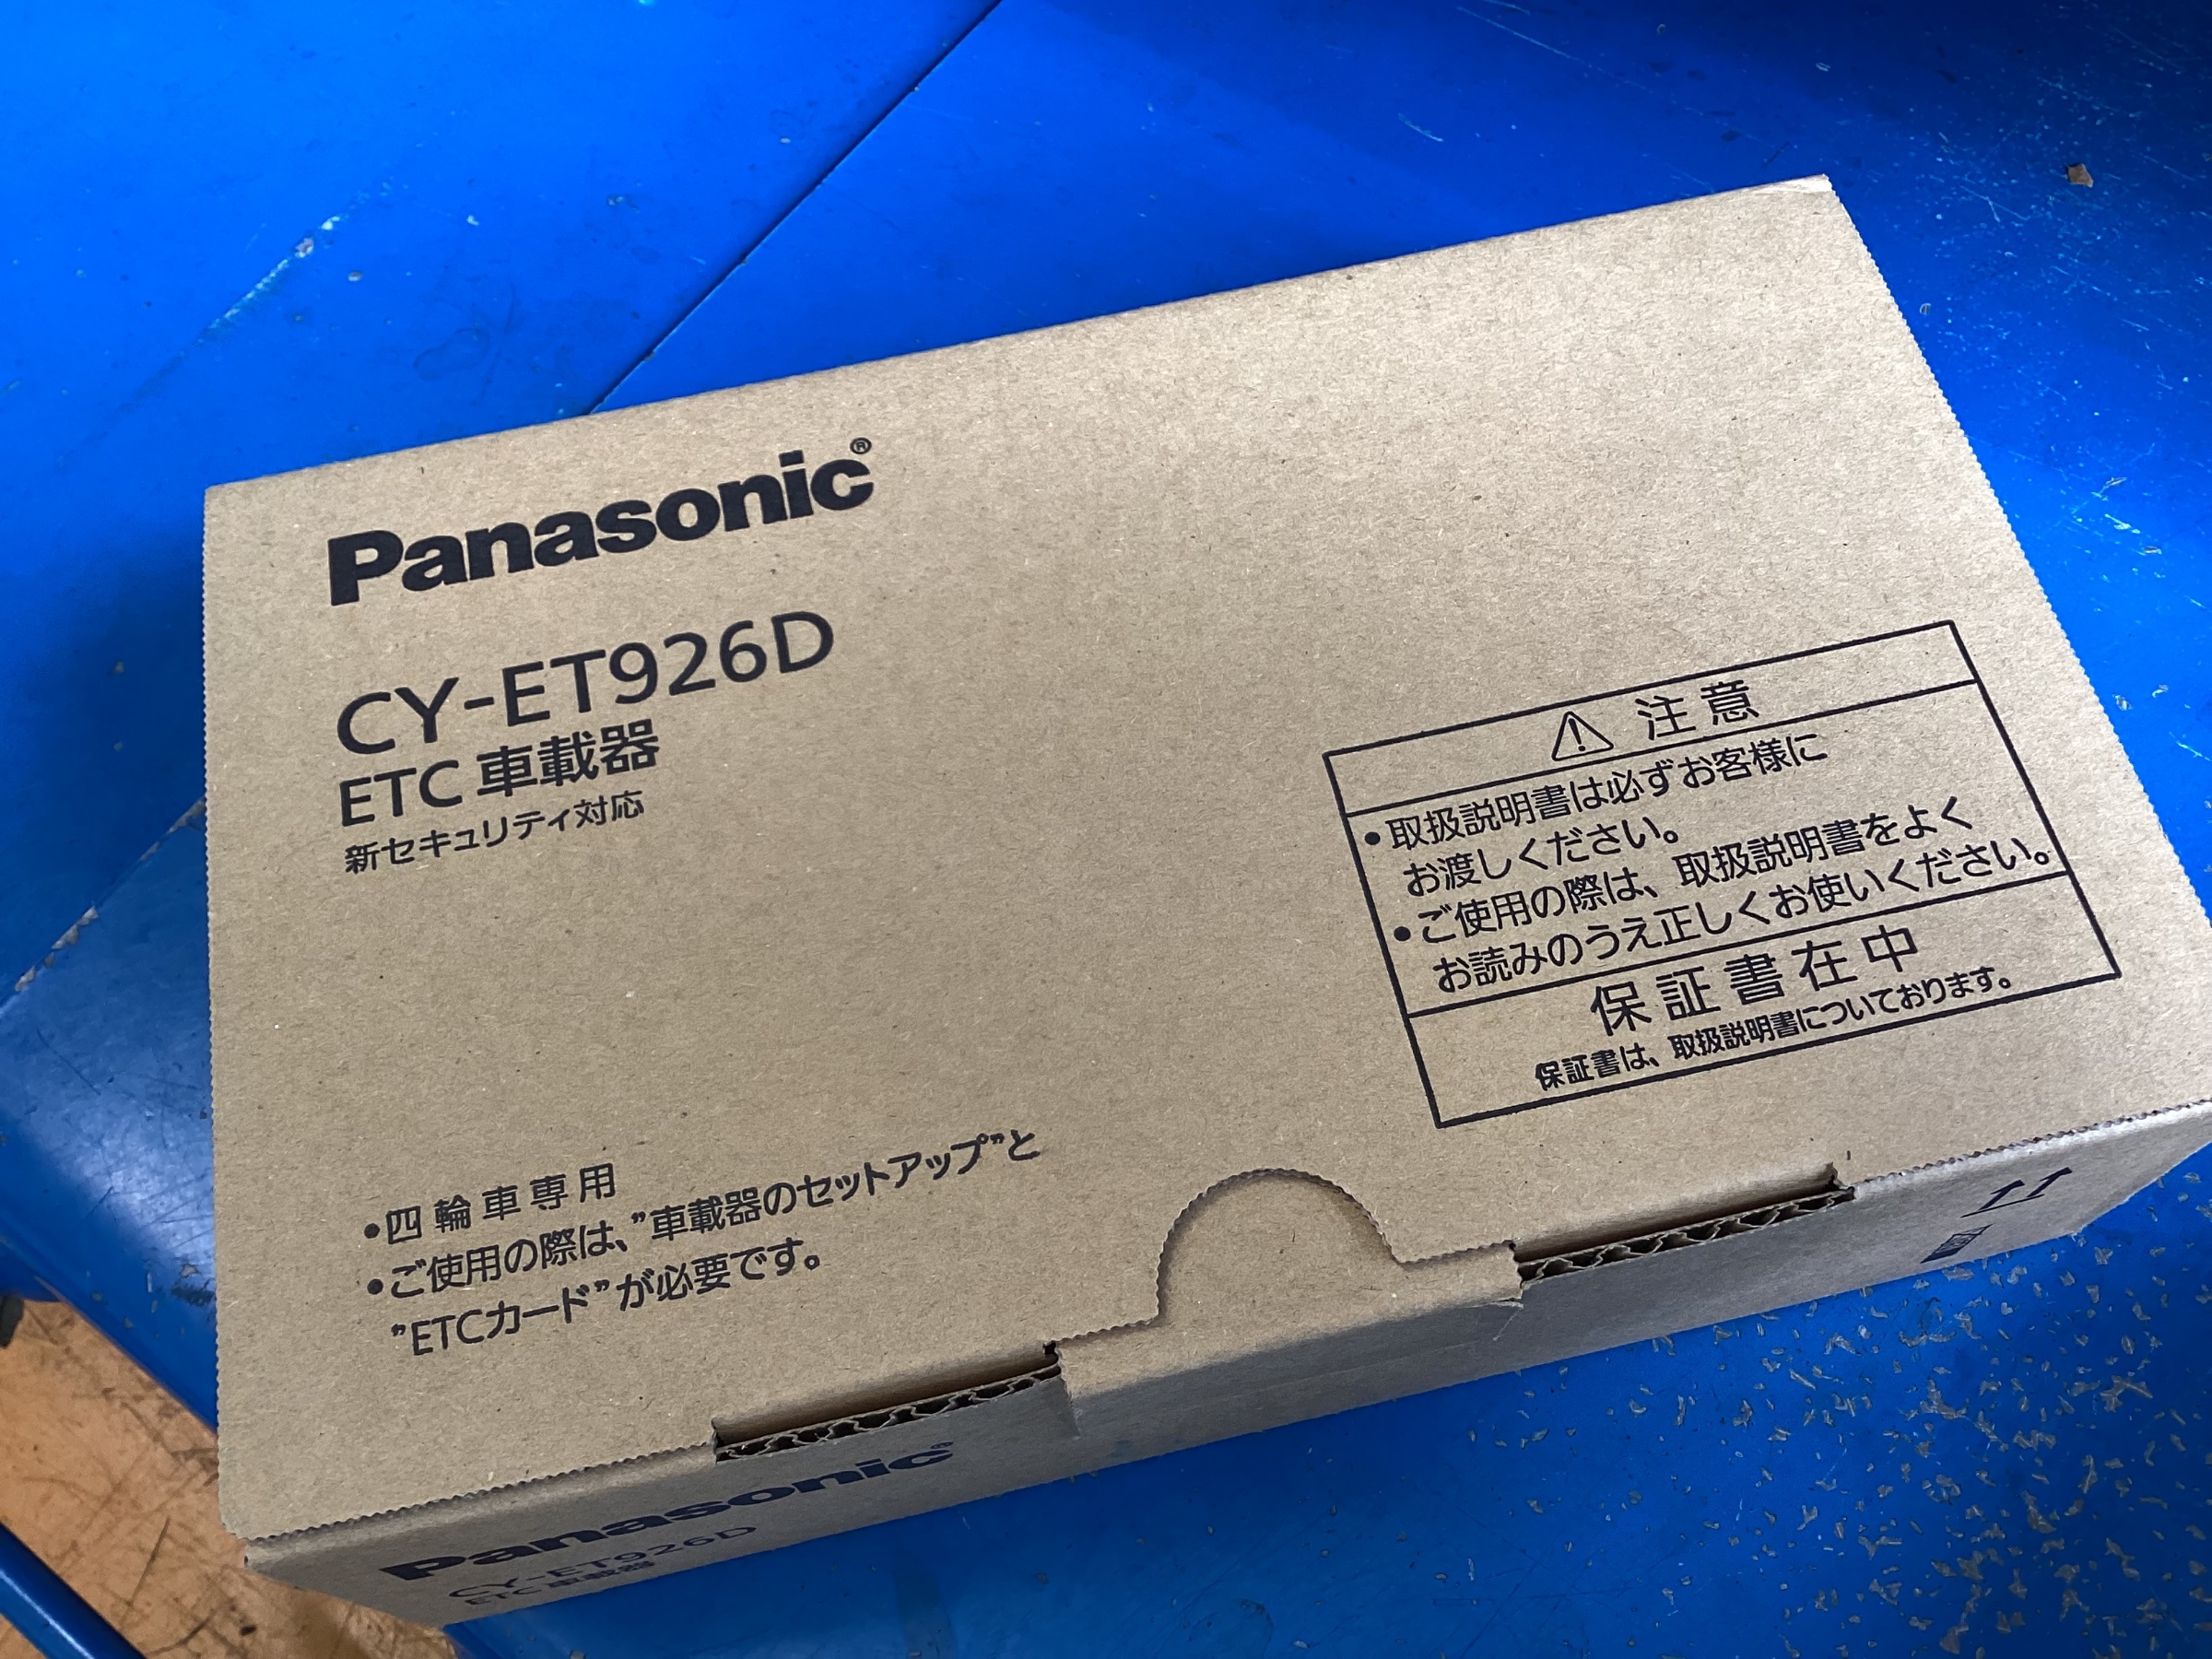 Panasonic®
CY-ET926D
ETC 車載器
新セキュリティ対応
⚠ 注意
•取扱説明書は必ずお客様に
お渡しください。
•ご使用の際は、取扱説明書をよく
お読みのうえ正しくお使いください。
保証書在中
保証書は、取扱説明書についております。
•四輪車専用
•ご使用の際は、”車載器のセットアップ”と
”ETCカード”が必要です。
Panasonic®
CY-ET926D
ETC 車載器